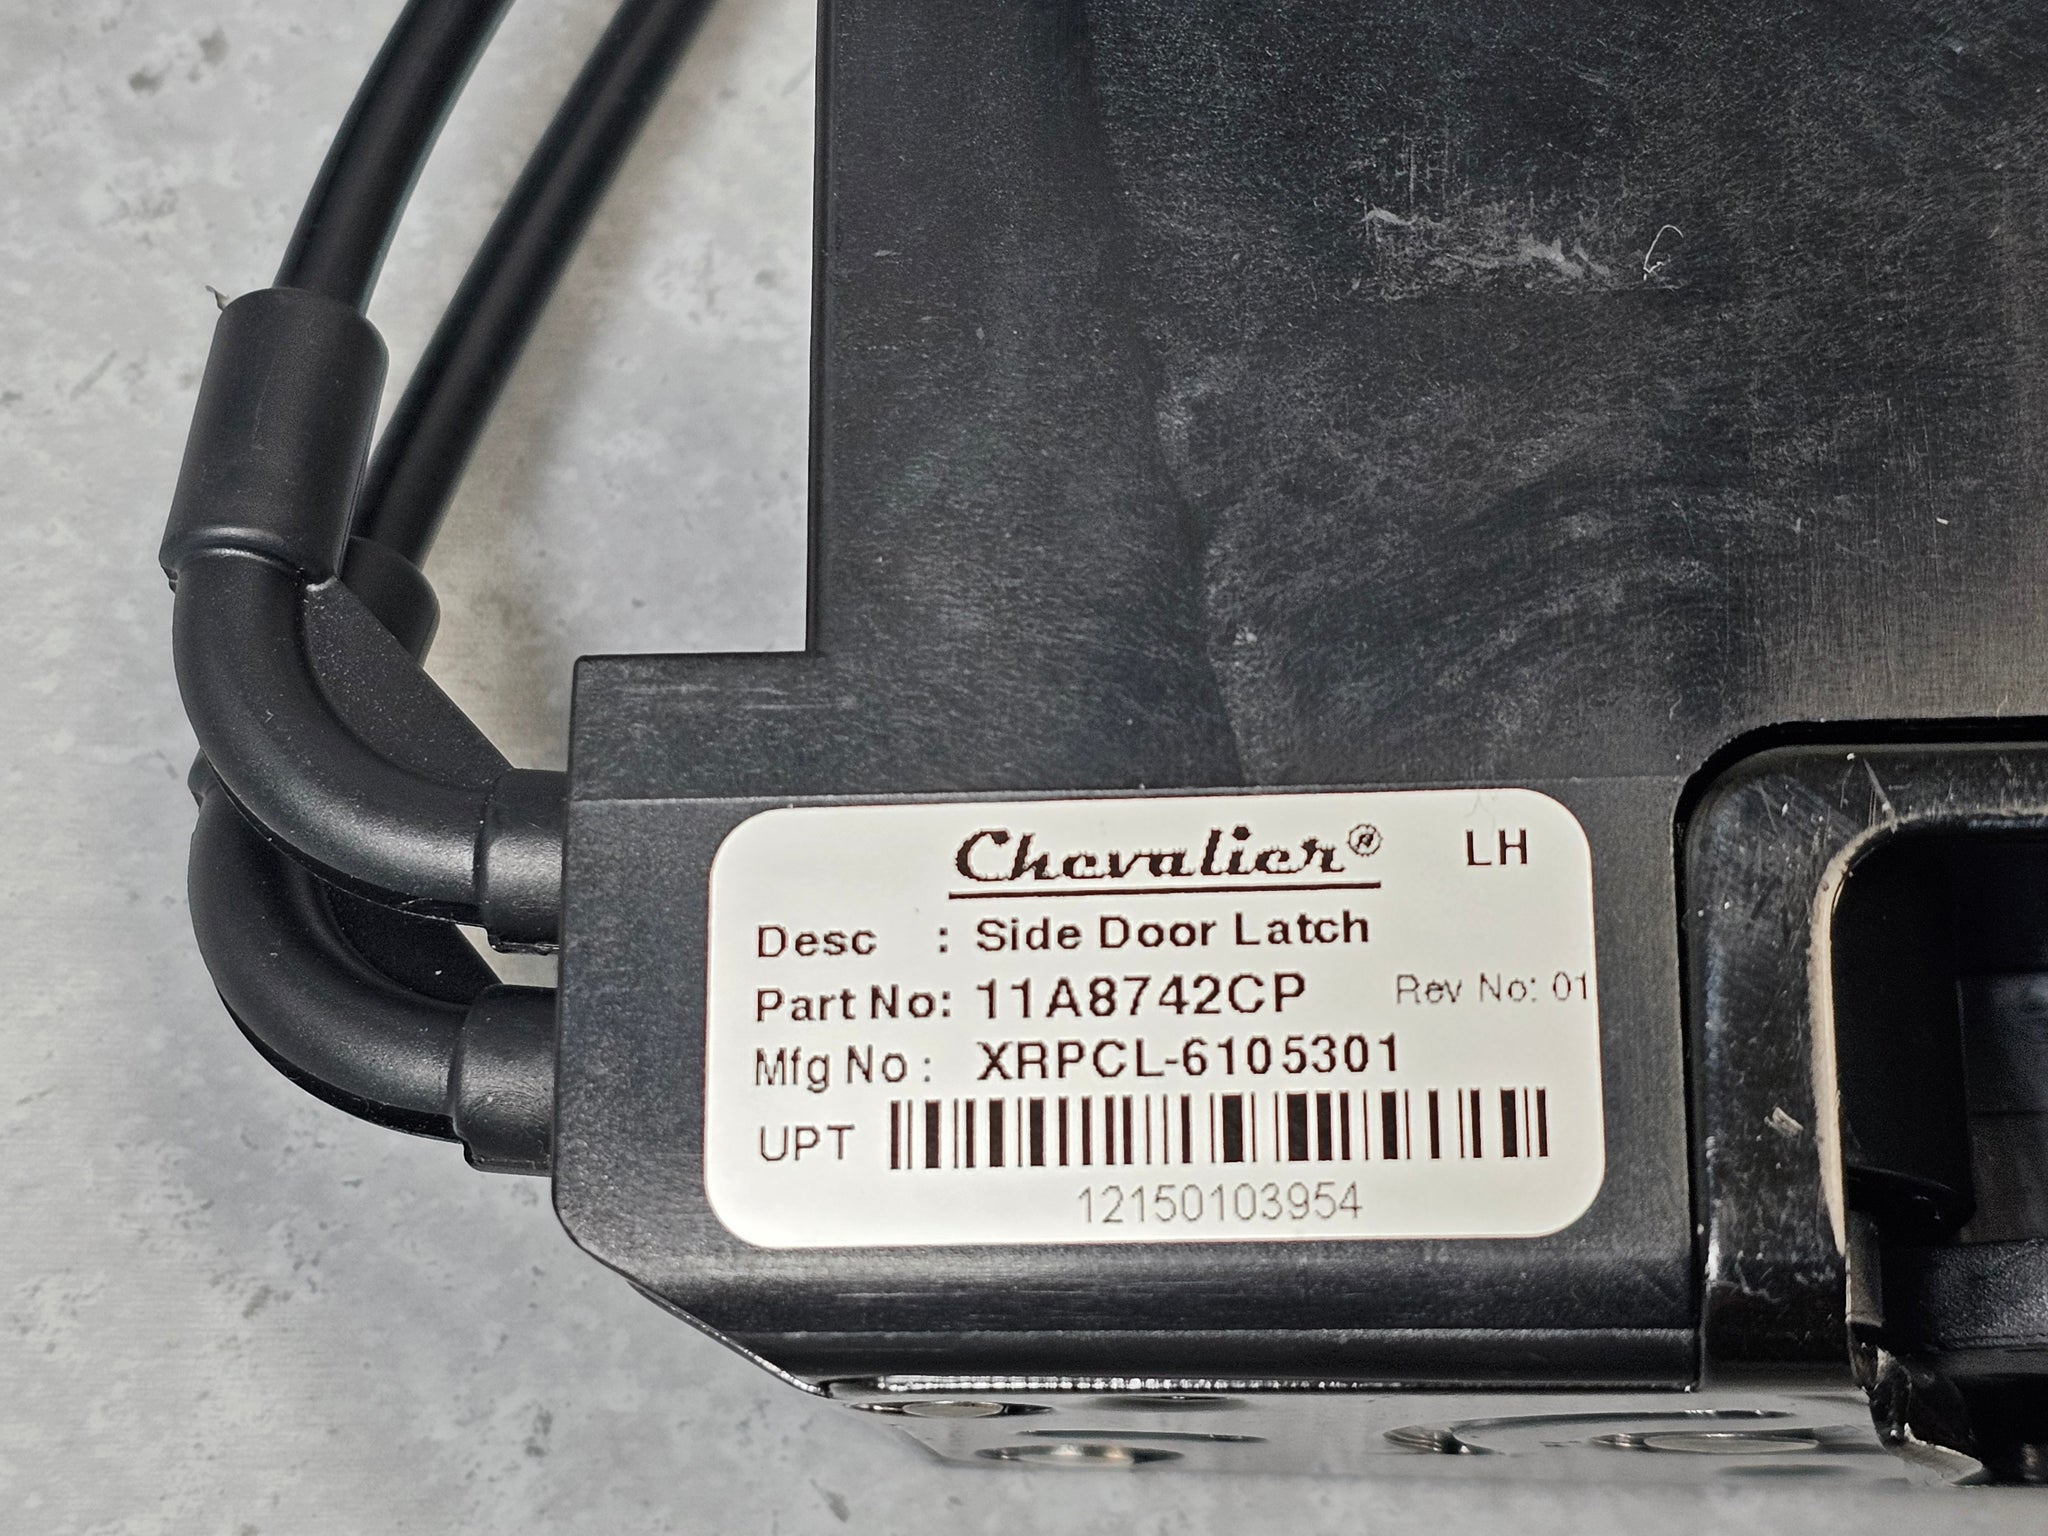 Chevalier® LH
Desc : Side Door Latch
Part No: 11A8742CP Rev No: 01
Mfg No : XRPCL-6105301
UPT
12150103954